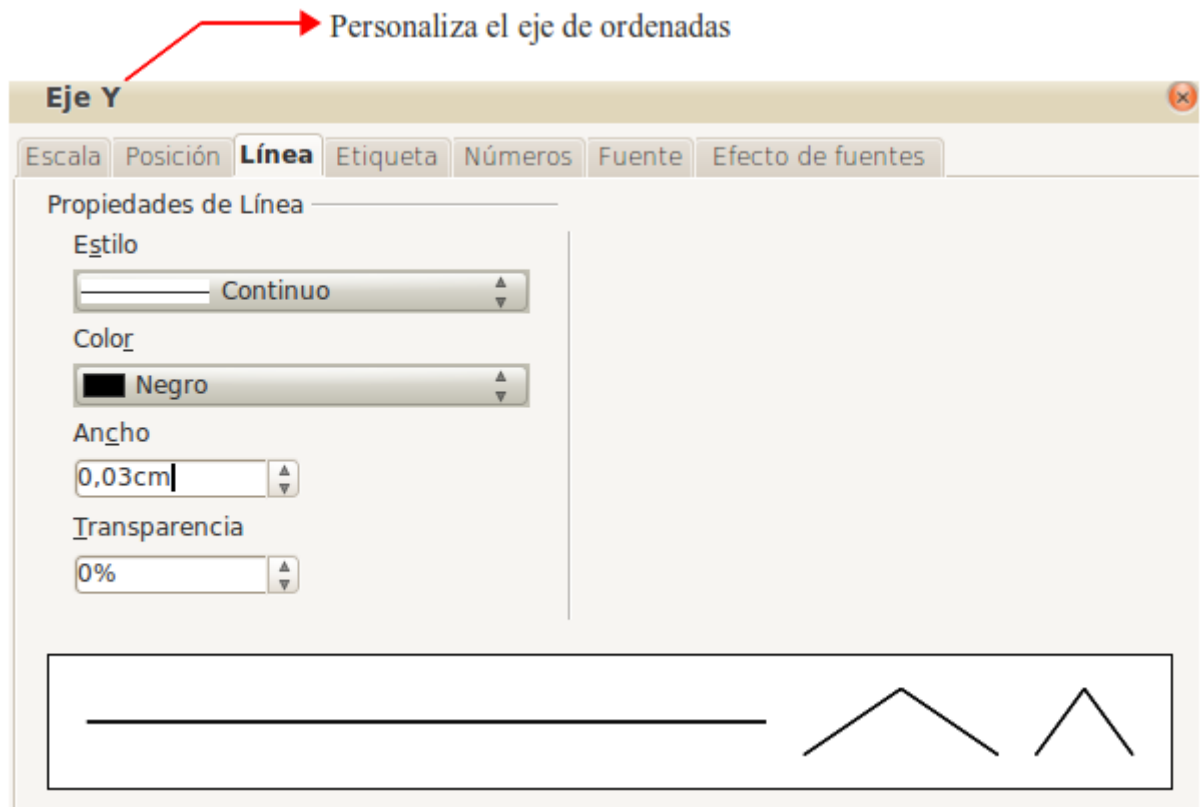 Personaliza el eje de ordenadas
Eje Y
Escala Posición Línea Etiqueta Números Fuente Efecto de fuentes
Propiedades de Línea
Estilo
Continuo
Color
Negro
Ancho
0,03cm
Transparencia
0%